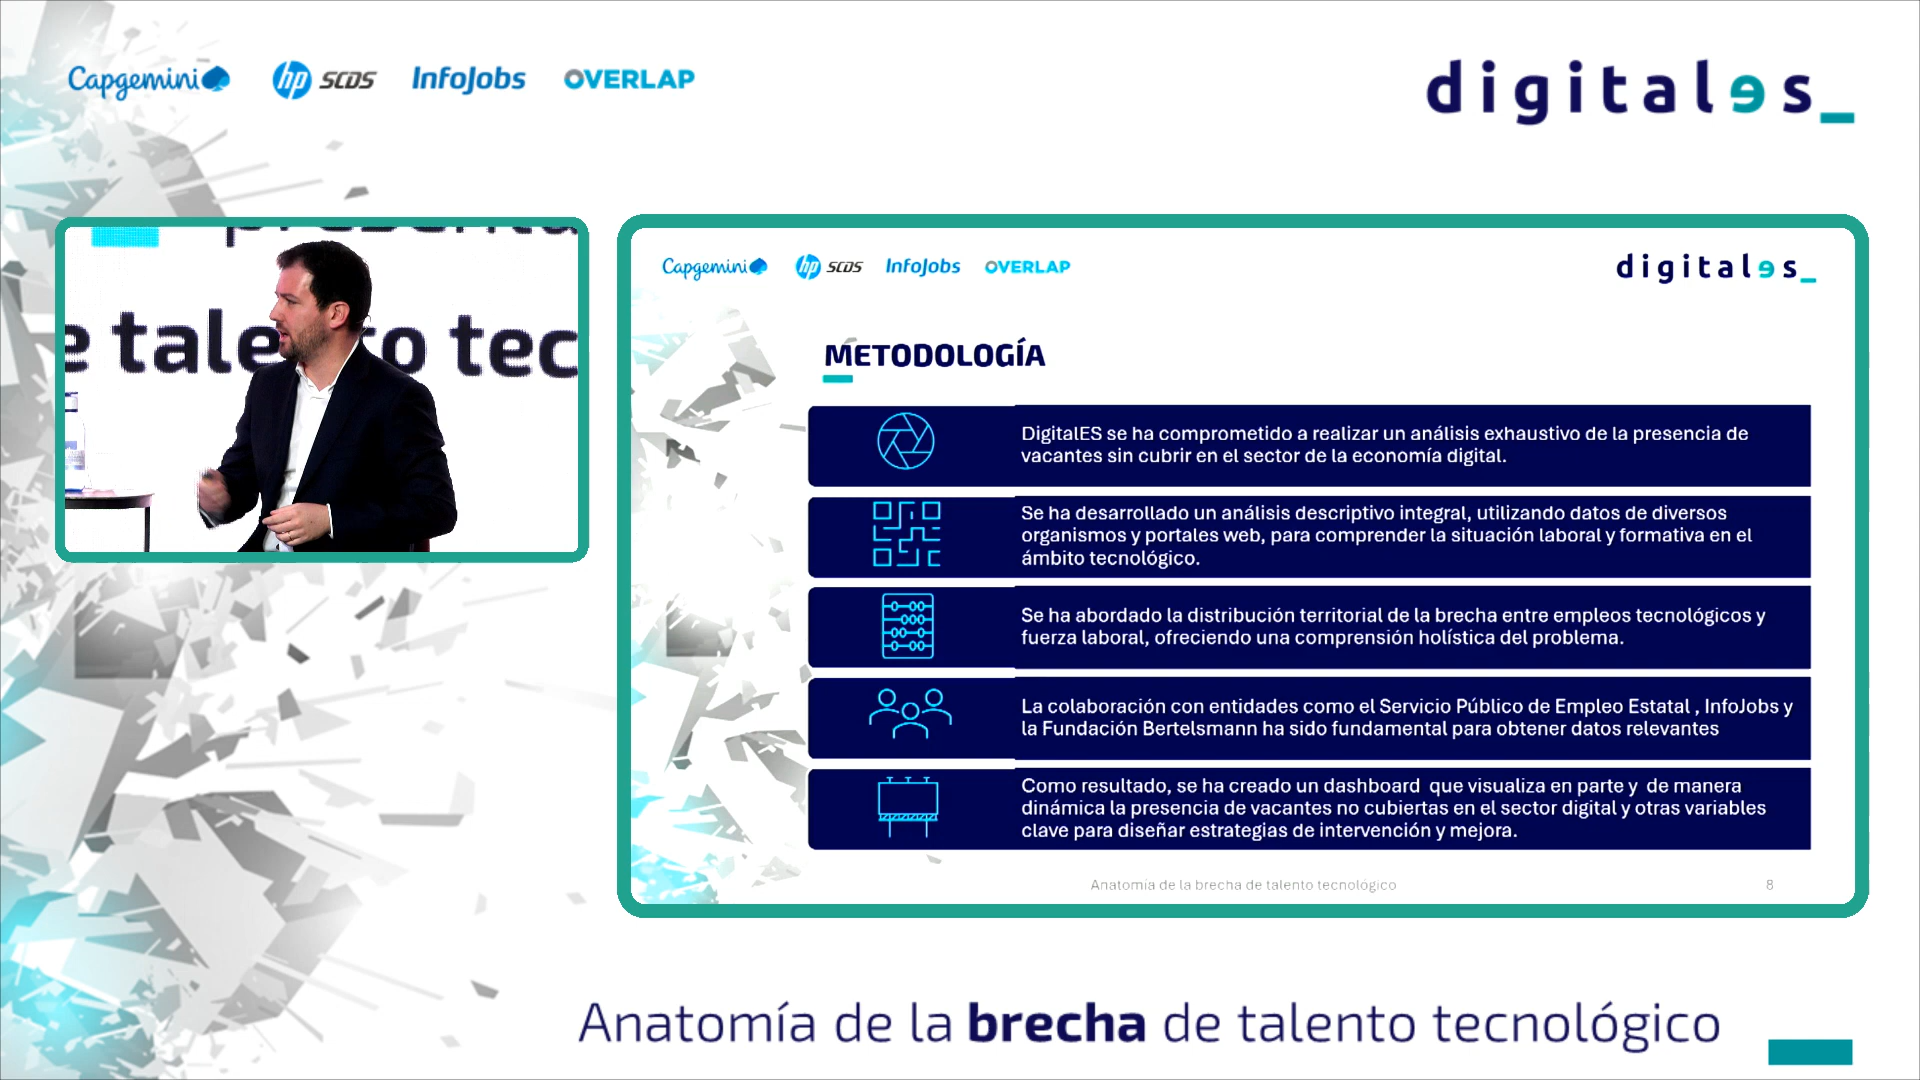 Capgemini hp SCDS InfoJobs OVERLAP
digitales_
e talento tec
Capgemini hp SCDS InfoJobs OVERLAP
digitales_
METODOLOGÍA
DigitalES se ha comprometido a realizar un análisis exhaustivo de la presencia de
vacantes sin cubrir en el sector de la economía digital.
Se ha desarrollado un análisis descriptivo integral, utilizando datos de diversos
organismos y portales web, para comprender la situación laboral y formativa en el
ámbito tecnológico.
Se ha abordado la distribución territorial de la brecha entre empleos tecnológicos y
fuerza laboral, ofreciendo una comprensión holística del problema.
La colaboración con entidades como el Servicio Público de Empleo Estatal , InfoJobs y
la Fundación Bertelsmann ha sido fundamental para obtener datos relevantes
Como resultado, se ha creado un dashboard que visualiza en parte y de manera
dinámica la presencia de vacantes no cubiertas en el sector digital y otras variables
clave para diseñar estrategias de intervención y mejora.
Anatomía de la brecha de talento tecnológico
8
Anatomía de la brecha de talento tecnológico